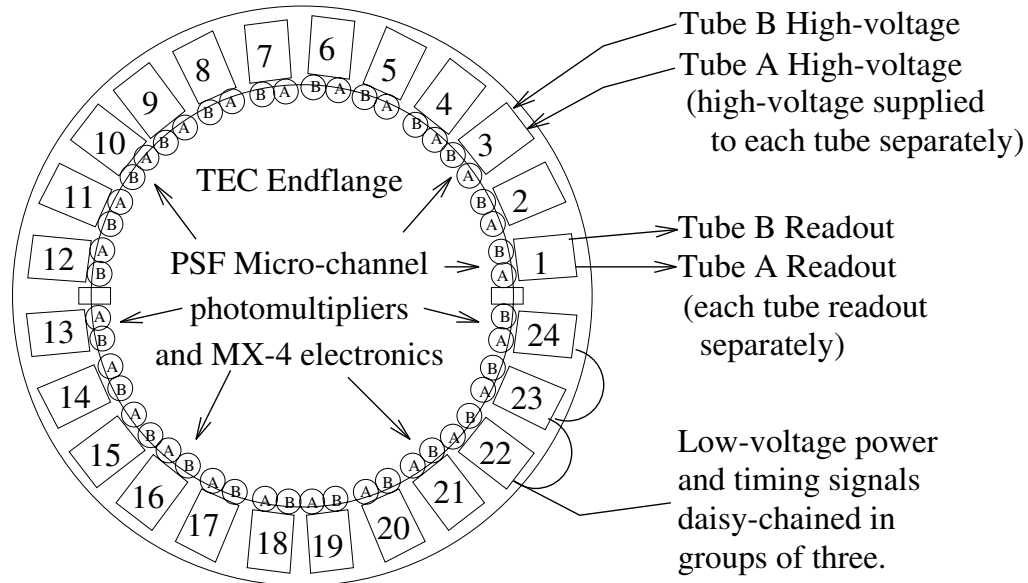 Tube B High-voltage
Tube A High-voltage
(high-voltage supplied
to each tube separately)
Tube B Readout
Tube A Readout
(each tube readout
separately)
Low-voltage power
and timing signals
daisy-chained in
groups of three.
TEC Endflange
PSF Micro-channel
photomultipliers
and MX-4 electronics
1
A B
2
A B
3
A B
4
A B
5
A B
6
A B
7
A B
8
A B
9
A B
10
A B
11
A B
12
A B
13
A B
14
A B
15
A B
16
A B
17
A B
18
A B
19
A B
20
A B
21
A B
22
A B
23
A B
24
A B